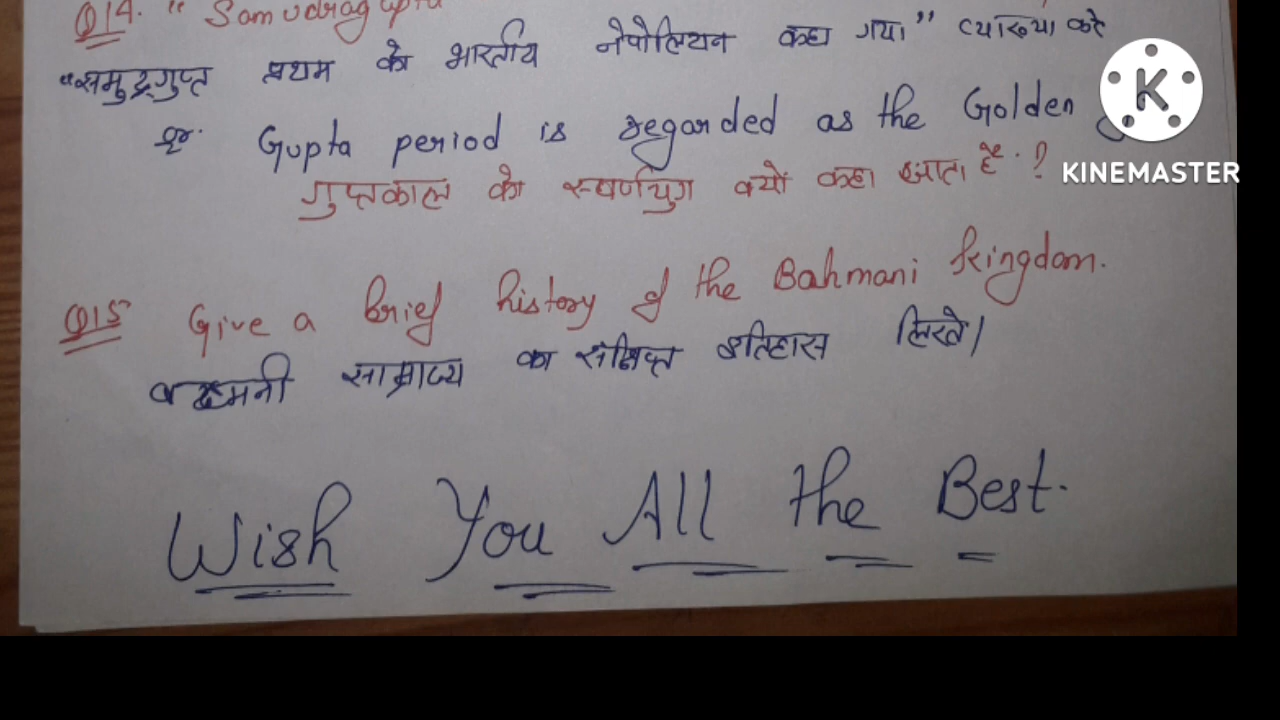 Q14. "Samudragupta
"समुद्रगुप्त प्रथम को भारतीय नेपोलियन कहा गया" व्याख्या करे
Gupta period is regarded as the Golden
गुप्तकाल को स्वर्णयुग क्यों कहा जाता है.?
Q15 Give a brief history of the Bahmani kingdom.
बहमनी साम्राज्य का संक्षिप्त इतिहास लिखे।
Wish You All the Best.
K
KINEMASTER